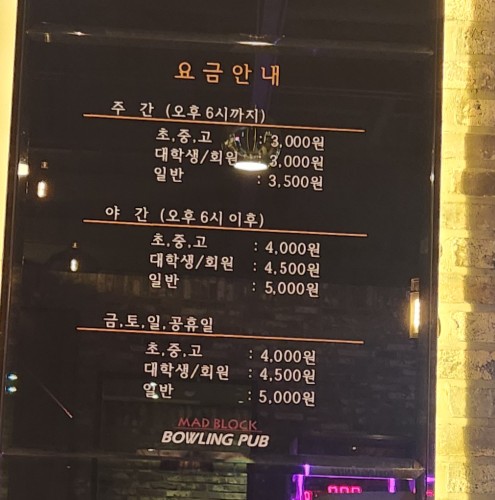 요금안내
주 간 (오후 6시까지)
초,중,고 : 3,000원
대학생/회원 : 3,000원
일반 : 3,500원
야 간 (오후 6시 이후)
초,중,고 : 4,000원
대학생/회원 : 4,500원
일반 : 5,000원
금,토,일,공휴일
초,중,고 : 4,000원
대학생/회원 : 4,500원
일반 : 5,000원
MAD BLOCK
BOWLING PUB